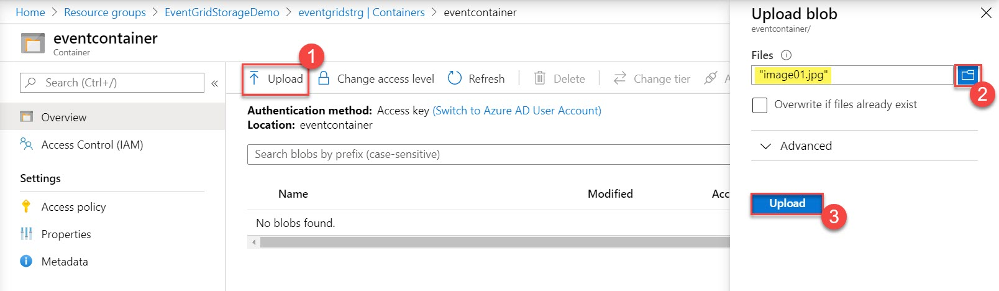 Home > Resource groups > EventGridStorageDemo > eventgridstrg | Containers > eventcontainer
eventcontainer
Container
Search (Ctrl+/)
«
Overview
Access Control (IAM)
Settings
Access policy
Properties
Metadata
1
Upload
Change access level
Refresh
Delete
Change tier
A
Authentication method: Access key (Switch to Azure AD User Account)
Location: eventcontainer
Search blobs by prefix (case-sensitive)
Name Modified Acc
No blobs found.
Upload blob
eventcontainer/
Files
"image01.jpg"
2
Overwrite if files already exist
Advanced
Upload
3